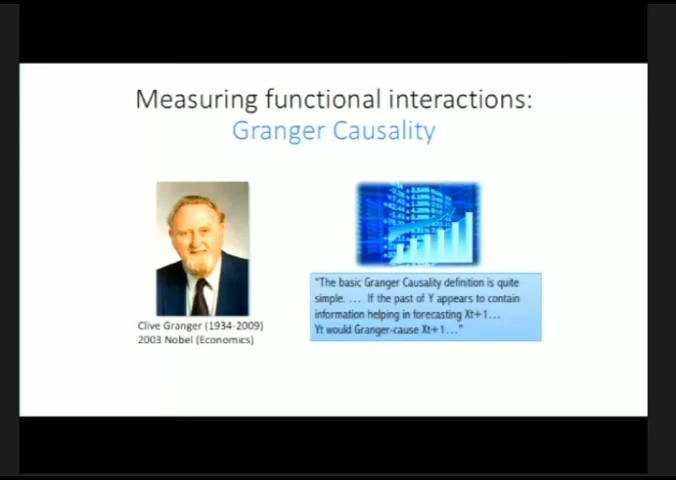 Measuring functional interactions:
Granger Causality
Clive Granger (1934-2009)
2003 Nobel (Economics)
"The basic Granger Causality definition is quite
simple. ... If the past of Y appears to contain
information helping in forecasting Xt+1...
Yt would Granger-cause Xt+1..."